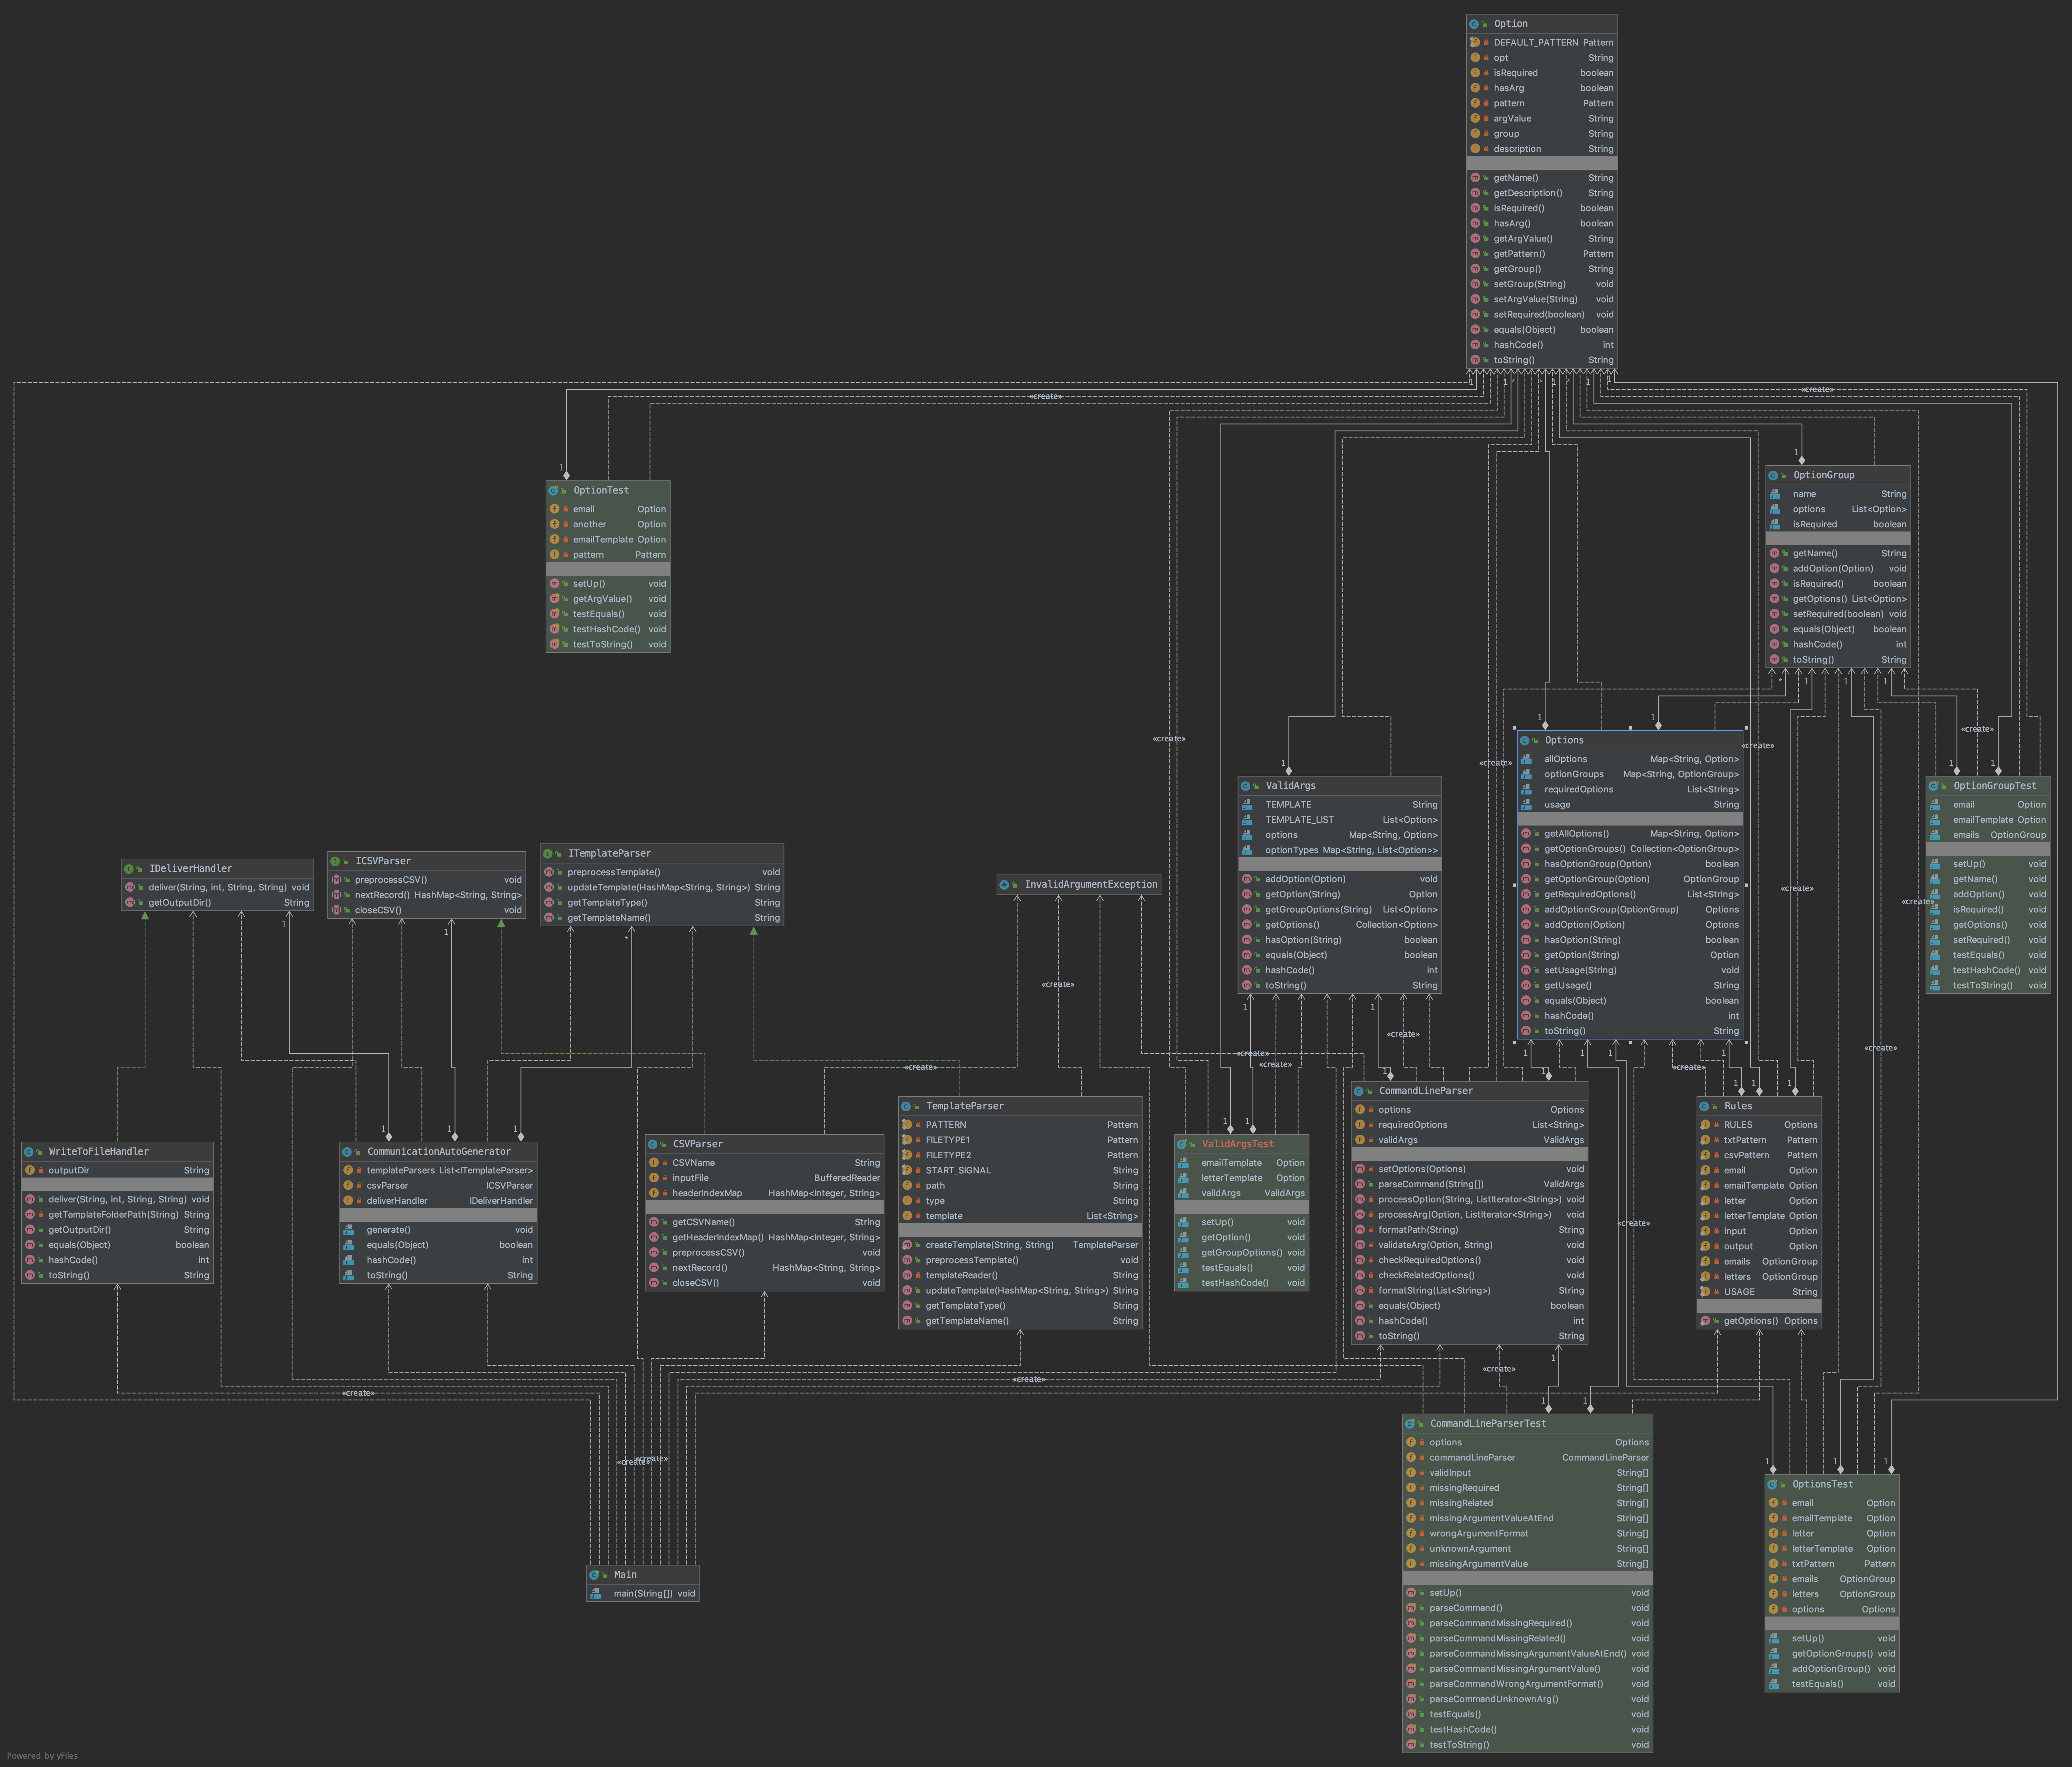 Option
DEFAULT_PATTERN Pattern
opt String
isRequired boolean
hasArg boolean
pattern Pattern
argValue String
group String
description String
getName() String
getDescription() String
isRequired() boolean
hasArg() boolean
getArgValue() String
getPattern() Pattern
getGroup() String
setGroup(String) void
setArgValue(String) void
setRequired(boolean) void
equals(Object) boolean
hashCode() int
toString() String
«create»
«create»
OptionTest
email Option
another Option
emailTemplate Option
pattern Pattern
setUp() void
getArgValue() void
testEquals() void
testHashCode() void
testToString() void
OptionGroup
name String
options List<Option>
isRequired boolean
getName() String
addOption(Option) void
isRequired() boolean
getOptions() List<Option>
setRequired(boolean) void
equals(Object) boolean
hashCode() int
toString() String
«create»
«create»
«create»
«create»
Options
allOptions Map<String, Option>
optionGroups Map<String, OptionGroup>
requiredOptions List<String>
usage String
getAllOptions() Map<String, Option>
getOptionGroups() Collection<OptionGroup>
hasOptionGroup(Option) boolean
getOptionGroup(Option) OptionGroup
getRequiredOptions() List<String>
addOptionGroup(OptionGroup) Options
addOption(Option) Options
hasOption(String) boolean
getOption(String) Option
setUsage(String) void
getUsage() String
equals(Object) boolean
hashCode() int
toString() String
ValidArgs
TEMPLATE String
TEMPLATE_LIST List<Option>
options Map<String, Option>
optionTypes Map<String, List<Option>>
addOption(Option) void
getOption(String) Option
getGroupOptions(String) List<Option>
getOptions() Collection<Option>
hasOption(String) boolean
equals(Object) boolean
hashCode() int
toString() String
OptionGroupTest
email Option
emailTemplate Option
emails OptionGroup
setUp() void
getName() void
addOption() void
isRequired() void
getOptions() void
setRequired() void
testEquals() void
testHashCode() void
testToString() void
«create»
«create»
IDeliverHandler
deliver(String, int, String, String) void
getOutputDir() String
ICSVParser
preprocessCSV() void
nextRecord() HashMap<String, String>
closeCSV() void
ITemplateParser
preprocessTemplate() void
updateTemplate(HashMap<String, String>) String
getTemplateType() String
getTemplateName() String
InvalidArgumentException
«create»
«create»
«create»
«create»
«create»
«create»
«create»
«create»
WriteToFileHandler
outputDir String
deliver(String, int, String, String) void
getTemplateFolderPath(String) String
getOutputDir() String
equals(Object) boolean
hashCode() int
toString() String
CommunicationAutoGenerator
templateParsers List<ITemplateParser>
csvParser ICSVParser
deliverHandler IDeliverHandler
generate() void
equals(Object) boolean
hashCode() int
toString() String
CSVParser
CSVName String
inputFile BufferedReader
headerIndexMap HashMap<Integer, String>
getCSVName() String
getHeaderIndexMap() HashMap<Integer, String>
preprocessCSV() void
nextRecord() HashMap<String, String>
closeCSV() void
TemplateParser
PATTERN Pattern
FILETYPE1 Pattern
FILETYPE2 Pattern
START_SIGNAL String
path String
type String
template List<String>
createTemplate(String, String) TemplateParser
preprocessTemplate() void
templateReader() String
updateTemplate(HashMap<String, String>) String
getTemplateType() String
getTemplateName() String
ValidArgsTest
emailTemplate Option
letterTemplate Option
validArgs ValidArgs
setUp() void
getOption() void
getGroupOptions() void
testEquals() void
testHashCode() void
CommandLineParser
options Options
requiredOptions List<String>
validArgs ValidArgs
setOptions(Options) void
parseCommand(String[]) ValidArgs
processOption(String, ListIterator<String>) void
processArg(Option, ListIterator<String>) void
formatPath(String) String
validateArg(Option, String) void
checkRequiredOptions() void
checkRelatedOptions() void
formatString(List<String>) String
equals(Object) boolean
hashCode() int
toString() String
Rules
RULES Options
txtPattern Pattern
csvPattern Pattern
email Option
emailTemplate Option
letter Option
letterTemplate Option
input Option
output Option
emails OptionGroup
letters OptionGroup
USAGE String
getOptions() Options
«create»
«create»
«create»
«create»
«create»
Main
main(String[]) void
CommandLineParserTest
options Options
commandLineParser CommandLineParser
validInput String[]
missingRequired String[]
missingRelated String[]
missingArgumentValueAtEnd String[]
wrongArgumentFormat String[]
unknownArgument String[]
missingArgumentValue String[]
setUp() void
parseCommand() void
parseCommandMissingRequired() void
parseCommandMissingRelated() void
parseCommandMissingArgumentValueAtEnd() void
parseCommandMissingArgumentValue() void
parseCommandWrongArgumentFormat() void
parseCommandUnknownArg() void
testEquals() void
testHashCode() void
testToString() void
OptionsTest
email Option
emailTemplate Option
letter Option
letterTemplate Option
txtPattern Pattern
emails OptionGroup
letters OptionGroup
options Options
setUp() void
getOptionGroups() void
addOptionGroup() void
testEquals() void
Powered by yFiles